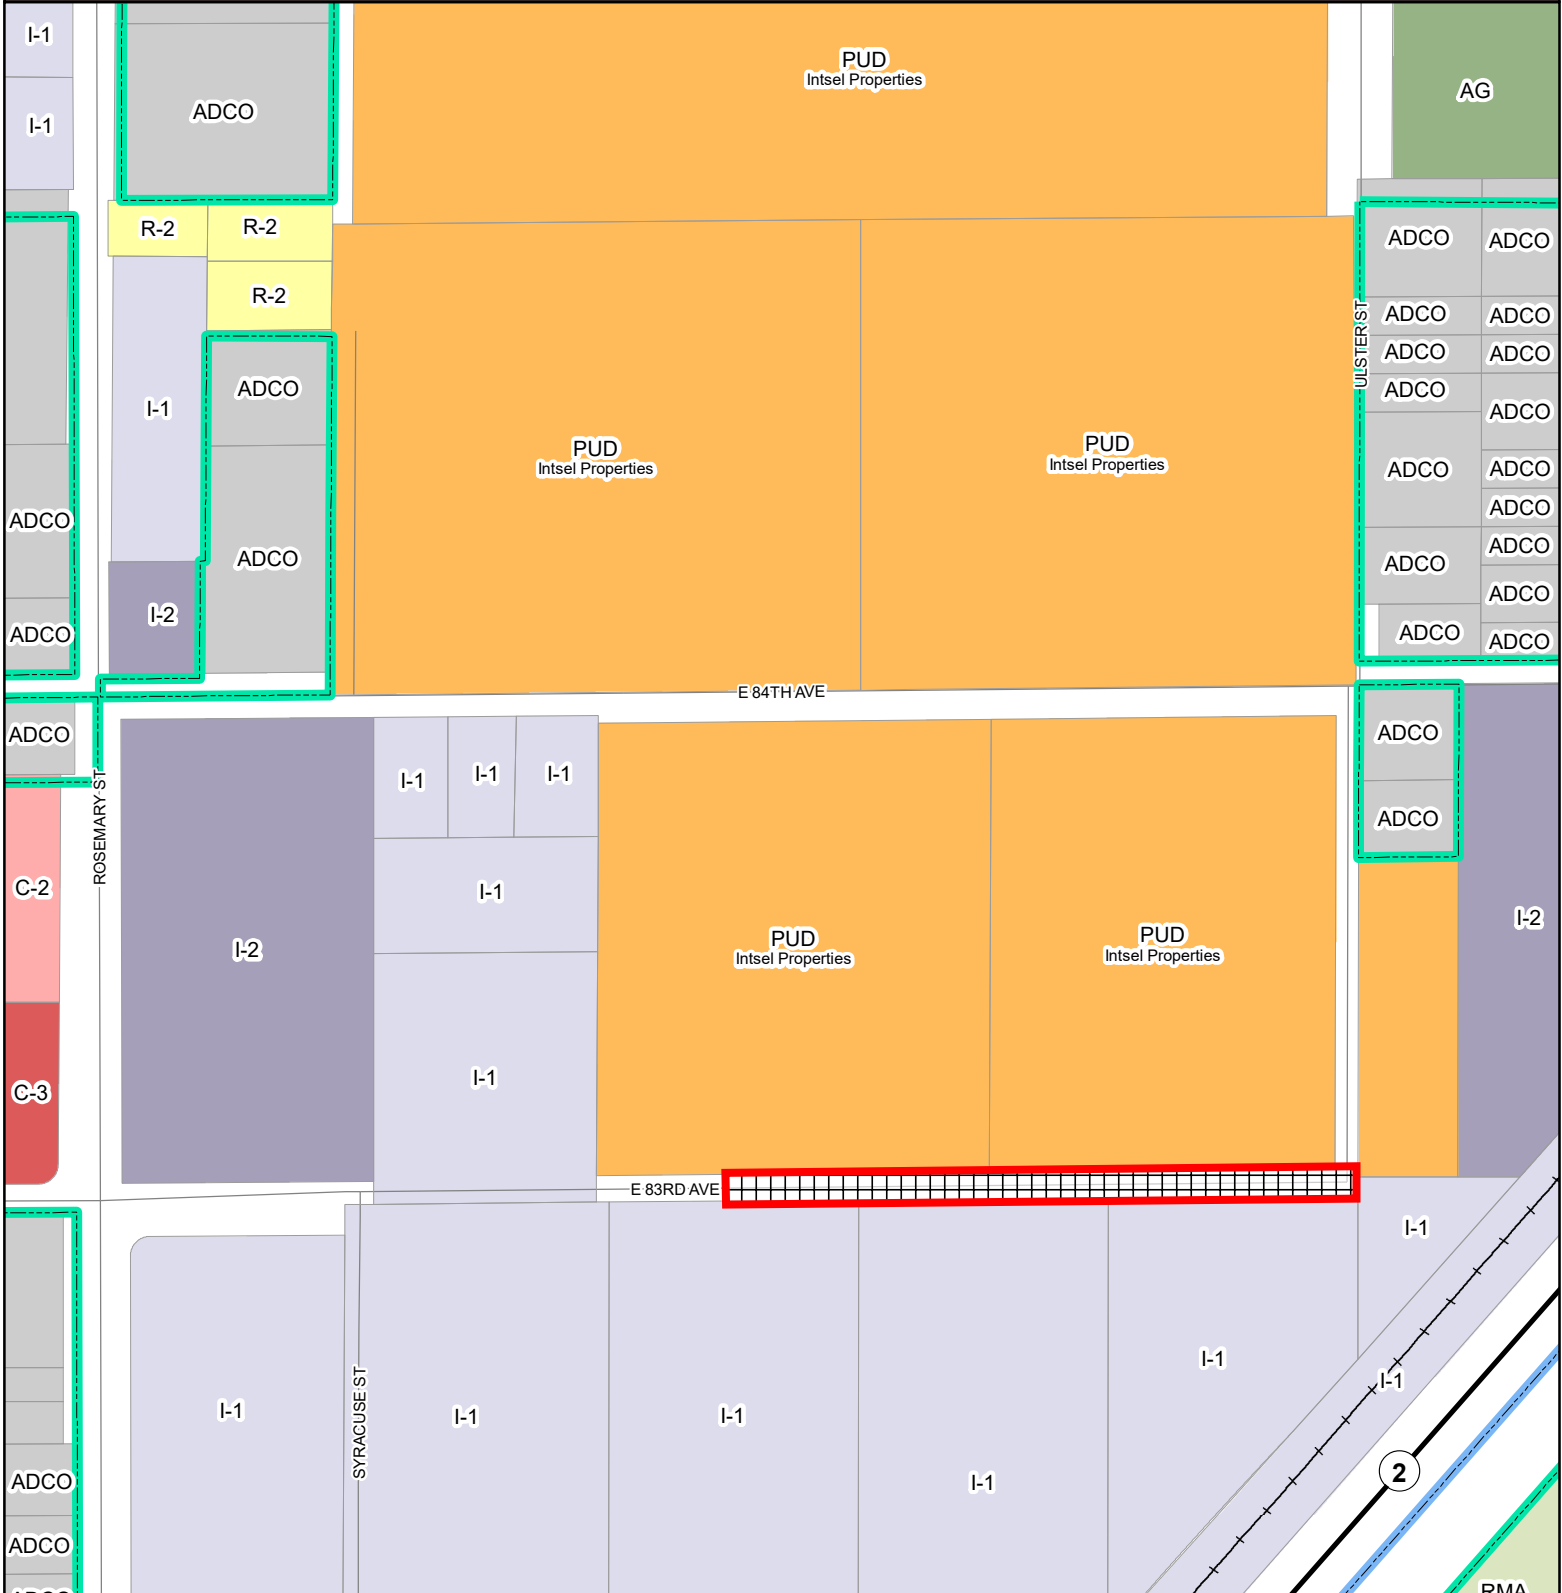 I-1
PUD
Intsel Properties
AG
ADCO
I-1
R-2
R-2
ADCO
ADCO
R-2
ADCO
ADCO
ULSTER ST
ADCO
ADCO
ADCO
ADCO
I-1
ADCO
PUD
Intsel Properties
PUD
Intsel Properties
ADCO
ADCO
ADCO
ADCO
ADCO
ADCO
ADCO
ADCO
I-2
ADCO
ADCO
ADCO
ADCO
E 84TH AVE
ADCO
ADCO
I-1
I-1
I-1
ROSEMARY ST
ADCO
C-2
I-1
I-2
PUD
Intsel Properties
PUD
Intsel Properties
I-2
I-1
C-3
E 83RD AVE
I-1
I-1
I-1
I-1
SYRACUSE ST
I-1
I-1
2
I-1
ADCO
ADCO
ADCO
RMA